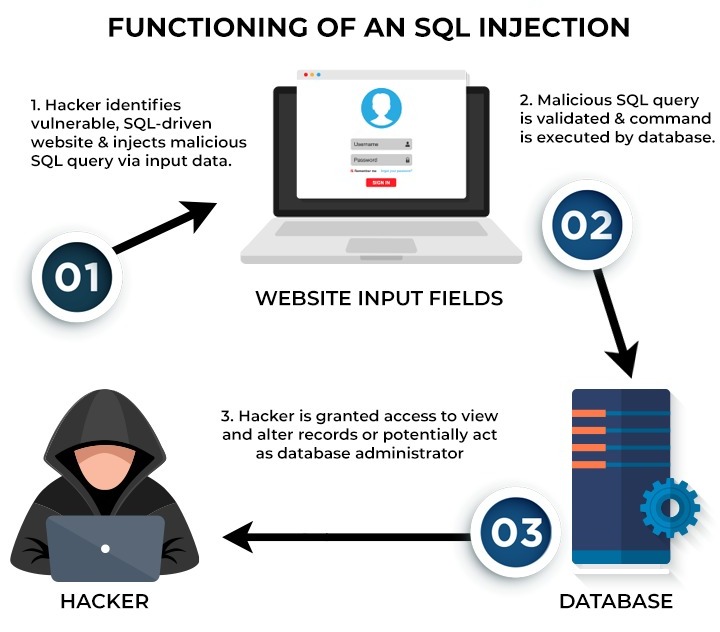 FUNCTIONING OF AN SQL INJECTION
1. Hacker identifies
vulnerable, SQL-driven
website & injects malicious
SQL query via input data.
2. Malicious SQL query
is validated & command
is executed by database.
Username
Password
Remember me
SIGN IN
01
02
WEBSITE INPUT FIELDS
3. Hacker is granted access to view
and alter records or potentially act
as database administrator
03
HACKER
DATABASE